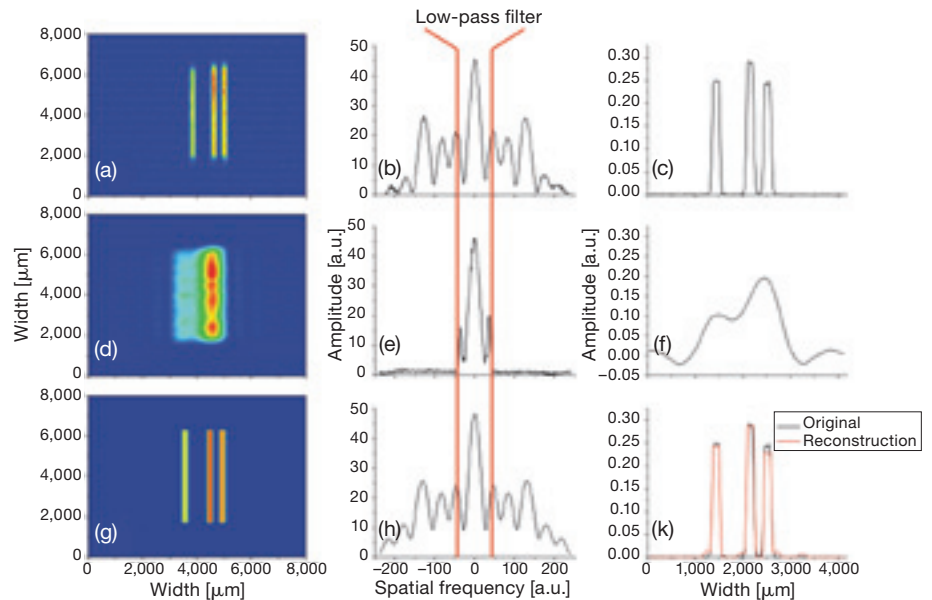 Low-pass filter
8,000
6,000
4,000
2,000
0
(a)
50
40
30
20
10
0
(b)
0.30
0.25
0.20
0.15
0.10
0.05
0.00
(c)
Width [μm]
8,000
6,000
4,000
2,000
0
(d)
Amplitude [a.u.]
50
40
30
20
10
0
(e)
Amplitude [a.u.]
0.30
0.25
0.20
0.15
0.10
0.05
0.00
−0.05
(f)
8,000
6,000
4,000
2,000
0
(g)
0 2,000 4,000 6,000 8,000
Width [μm]
50
40
30
20
10
0
(h)
−200 −100 0 100 200
Spatial frequency [a.u.]
0.30
0.25
0.20
0.15
0.10
0.05
0.00
(k)
Original
Reconstruction
0 1,000 2,000 3,000 4,000
Width [μm]